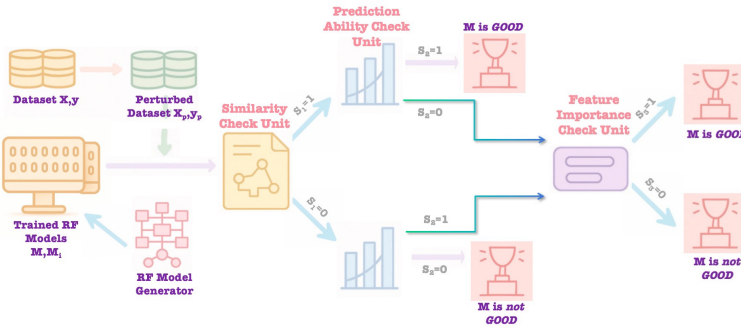 Prediction
Ability Check
Unit
M is GOOD
S₂=1
S₂=0
Dataset X,y
Perturbed
Dataset Xₚ,yₚ
Similarity
Check Unit
S₁=1
S₁=0
Feature
Importance
Check Unit
S₃=1
M is GOOD
S₃=0
M is not
GOOD
Trained RF
Models
M,Mᵢ
RF Model
Generator
S₂=1
S₂=0
M is not
GOOD